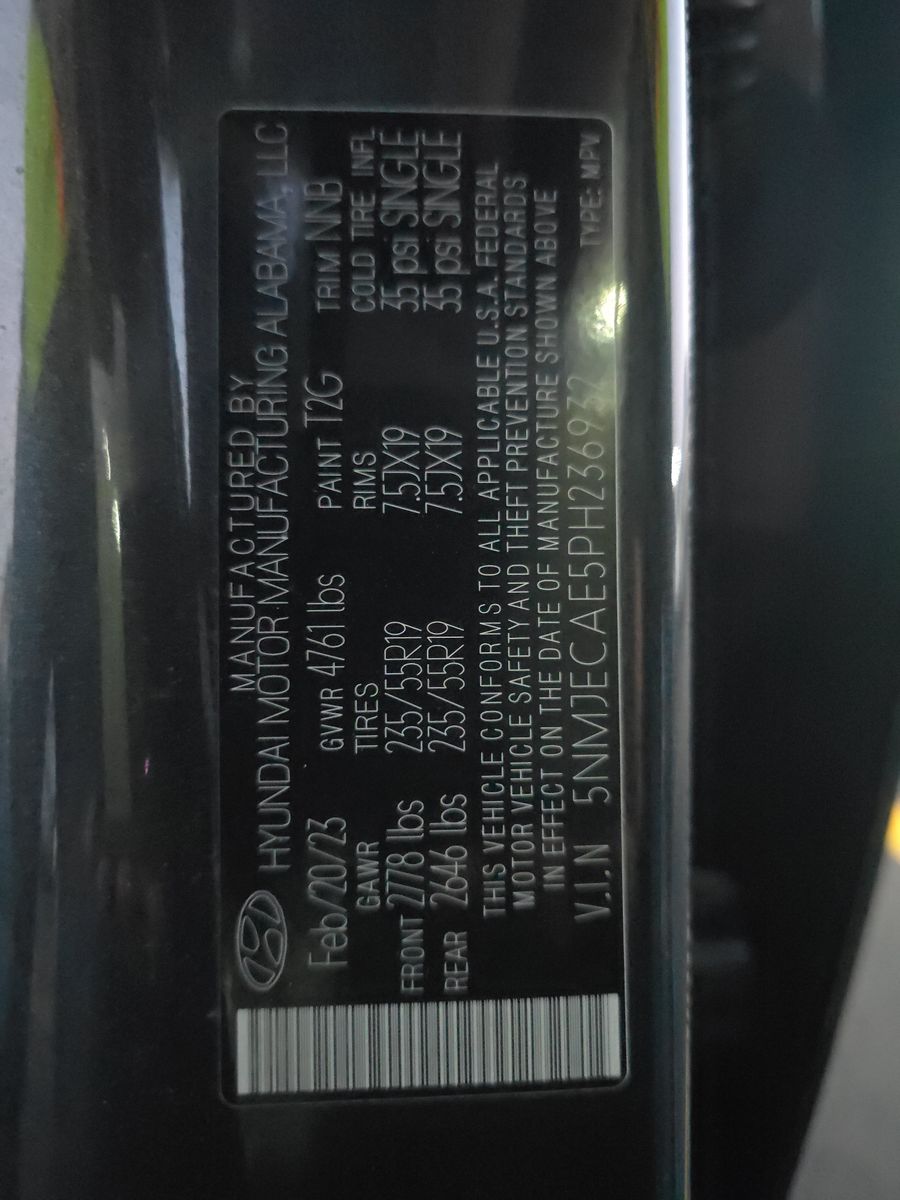 MANUFACTURED BY
HYUNDAI MOTOR MANUFACTURING ALABAMA, LLC
Feb/20/23 GVWR 4761 lbs PAINT T2G TRIM NNB
GAWR TIRES RIMS COLD TIRE INFL
FRONT 2778 lbs 235/55R19 7.5JX19 35 psi SINGLE
REAR 2646 lbs 235/55R19 7.5JX19 35 psi SINGLE
THIS VEHICLE CONFORMS TO ALL APPLICABLE U.S.A. FEDERAL
MOTOR VEHICLE SAFETY AND THEFT PREVENTION STANDARDS
IN EFFECT ON THE DATE OF MANUFACTURE SHOWN ABOVE
V.I.N 5NMJECAE5PH236932 TYPE: MPV